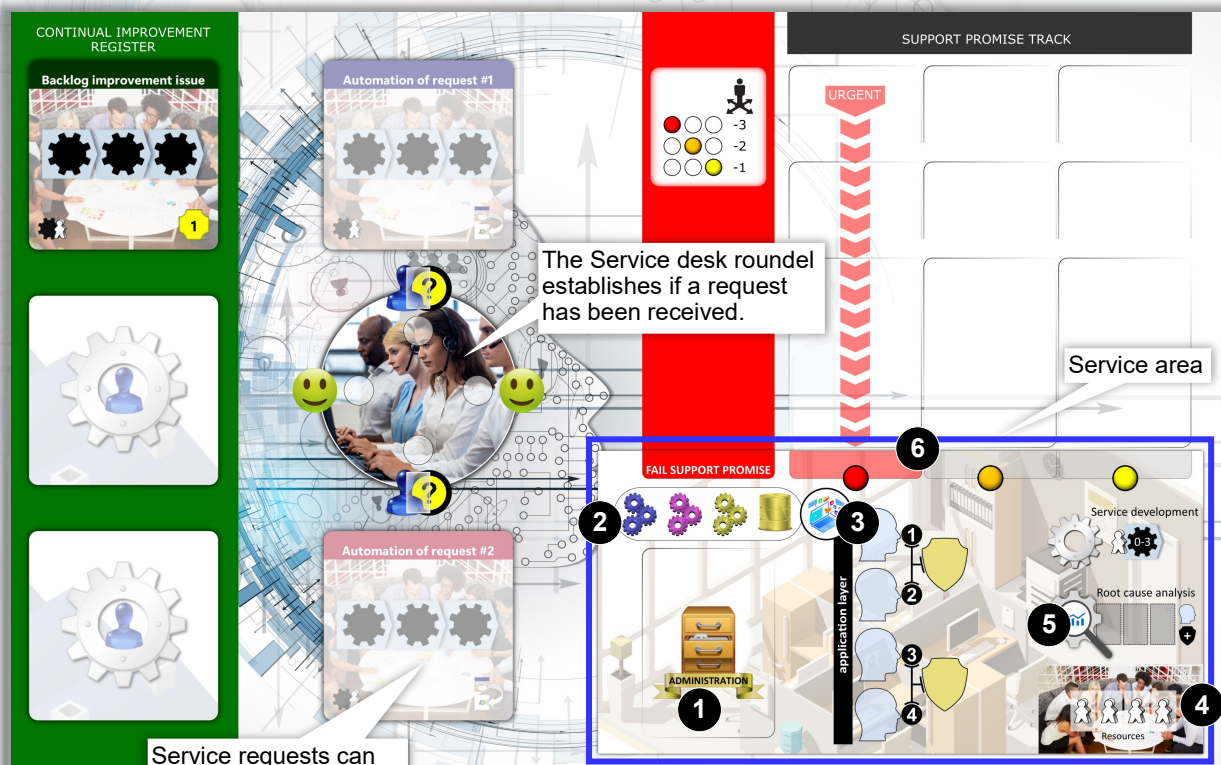 CONTINUAL IMPROVEMENT
REGISTER
Backlog improvement issue
1
Automation of request #1
?
The Service desk roundel
establishes if a request
has been received.
?
Automation of request #2
Service requests can
-3
-2
-1
SUPPORT PROMISE TRACK
URGENT
Service area
6
FAIL SUPPORT PROMISE
2
3
ADMINISTRATION
1
application layer
1
2
3
4
Service development
0-3
Root cause analysis
5
+
4
Resources